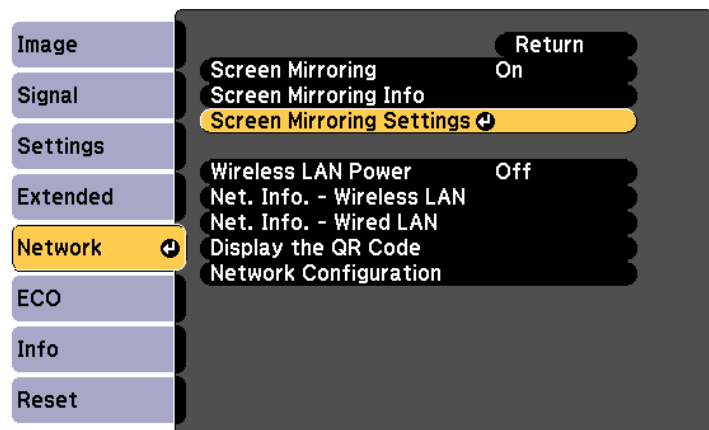 Image
Signal
Settings
Extended
Network
ECO
Info
Reset
Return
Screen Mirroring On
Screen Mirroring Info
Screen Mirroring Settings
Wireless LAN Power Off
Net. Info. - Wireless LAN
Net. Info. - Wired LAN
Display the QR Code
Network Configuration